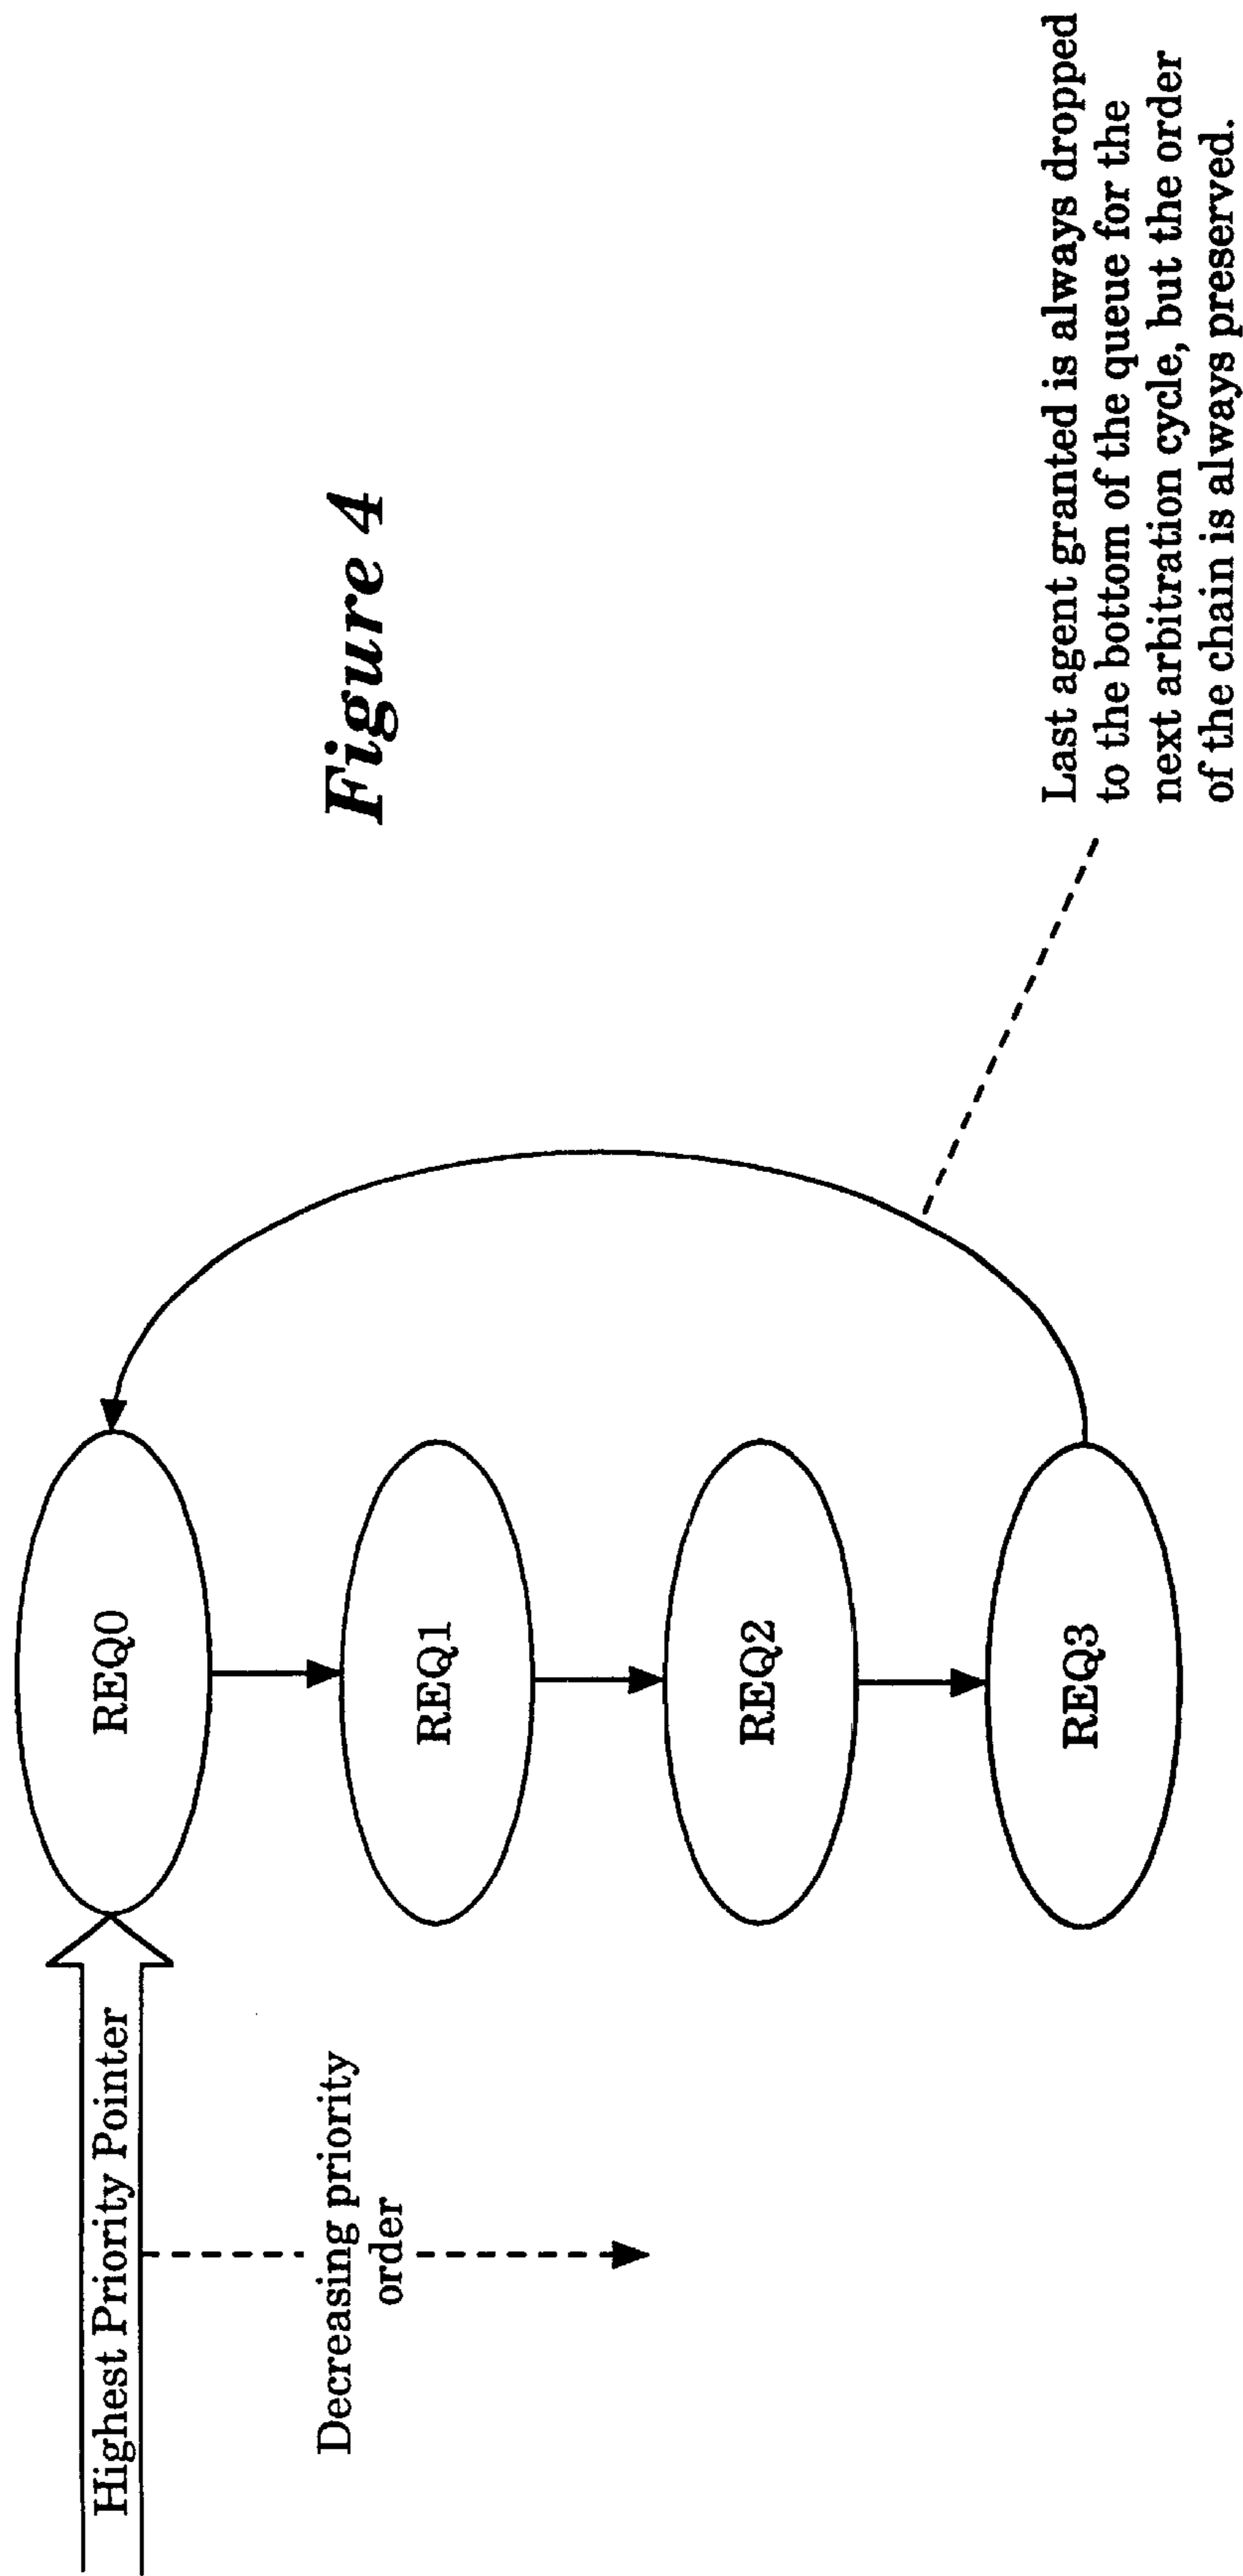 Highest Priority Pointer
Decreasing priority
order
REQ0
REQ1
REQ2
REQ3
Figure 4
Last agent granted is always dropped
to the bottom of the queue for the
next arbitration cycle, but the order
of the chain is always preserved.